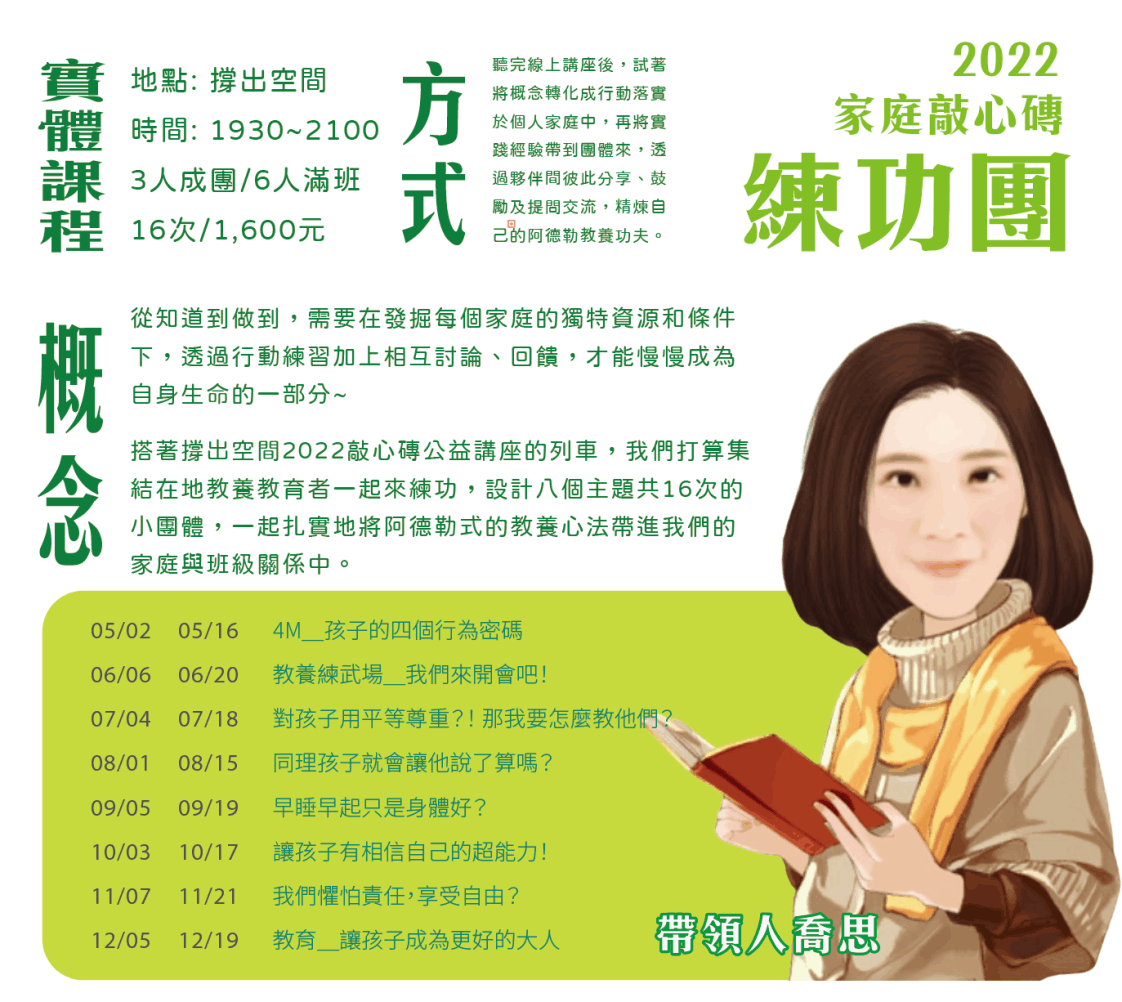 2022
家庭敲心磚
練功團
實體課程
地點: 撐出空間
時間: 1930~2100
3人成團/6人滿班
16次/1,600元
方式
聽完線上講座後，試著
將概念轉化成行動落實
於個人家庭中，再將實
踐經驗帶到團體來，透
過夥伴間彼此分享、鼓
勵及提問交流，精煉自
己的阿德勒教養功夫。
概念
從知道到做到，需要在發掘每個家庭的獨特資源和條件
下，透過行動練習加上相互討論、回饋，才能慢慢成為
自身生命的一部分~
搭著撐出空間2022敲心磚公益講座的列車，我們打算集
結在地教養教育者一起來練功，設計八個主題共16次的
小團體，一起扎實地將阿德勒式的教養心法帶進我們的
家庭與班級關係中。
05/02 05/16 4M__孩子的四個行為密碼
06/06 06/20 教養練武場__我們來開會吧!
07/04 07/18 對孩子用平等尊重?! 那我要怎麼教他們?
08/01 08/15 同理孩子就會讓他說了算嗎?
09/05 09/19 早睡早起只是身體好?
10/03 10/17 讓孩子有相信自己的超能力!
11/07 11/21 我們懼怕責任,享受自由?
12/05 12/19 教育__讓孩子成為更好的大人
帶領人喬思